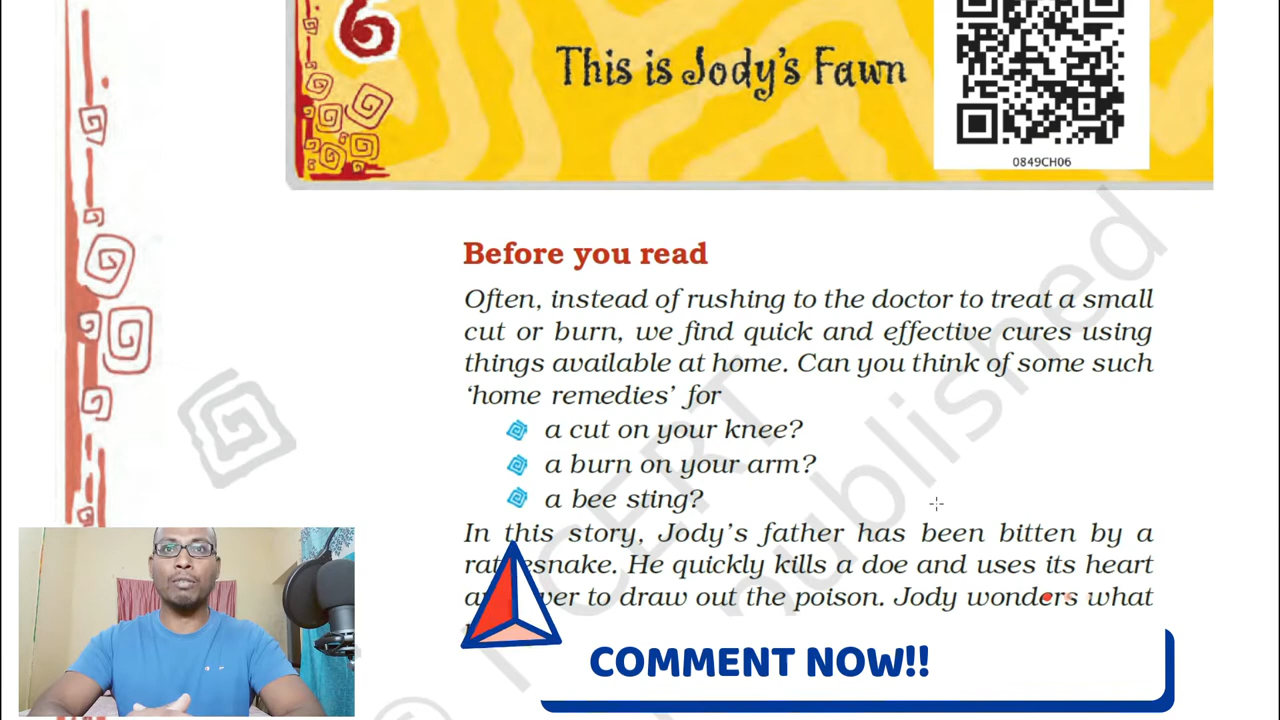 6
This is Jody's Fawn
0849CH06
Before you read
Often, instead of rushing to the doctor to treat a small
cut or burn, we find quick and effective cures using
things available at home. Can you think of some such
‘home remedies’ for
a cut on your knee?
a burn on your arm?
a bee sting?
In this story, Jody’s father has been bitten by a
He quickly kills a doe and uses its heart
to draw out the poison. Jody wonders what
COMMENT NOW!!
© NCERT
published